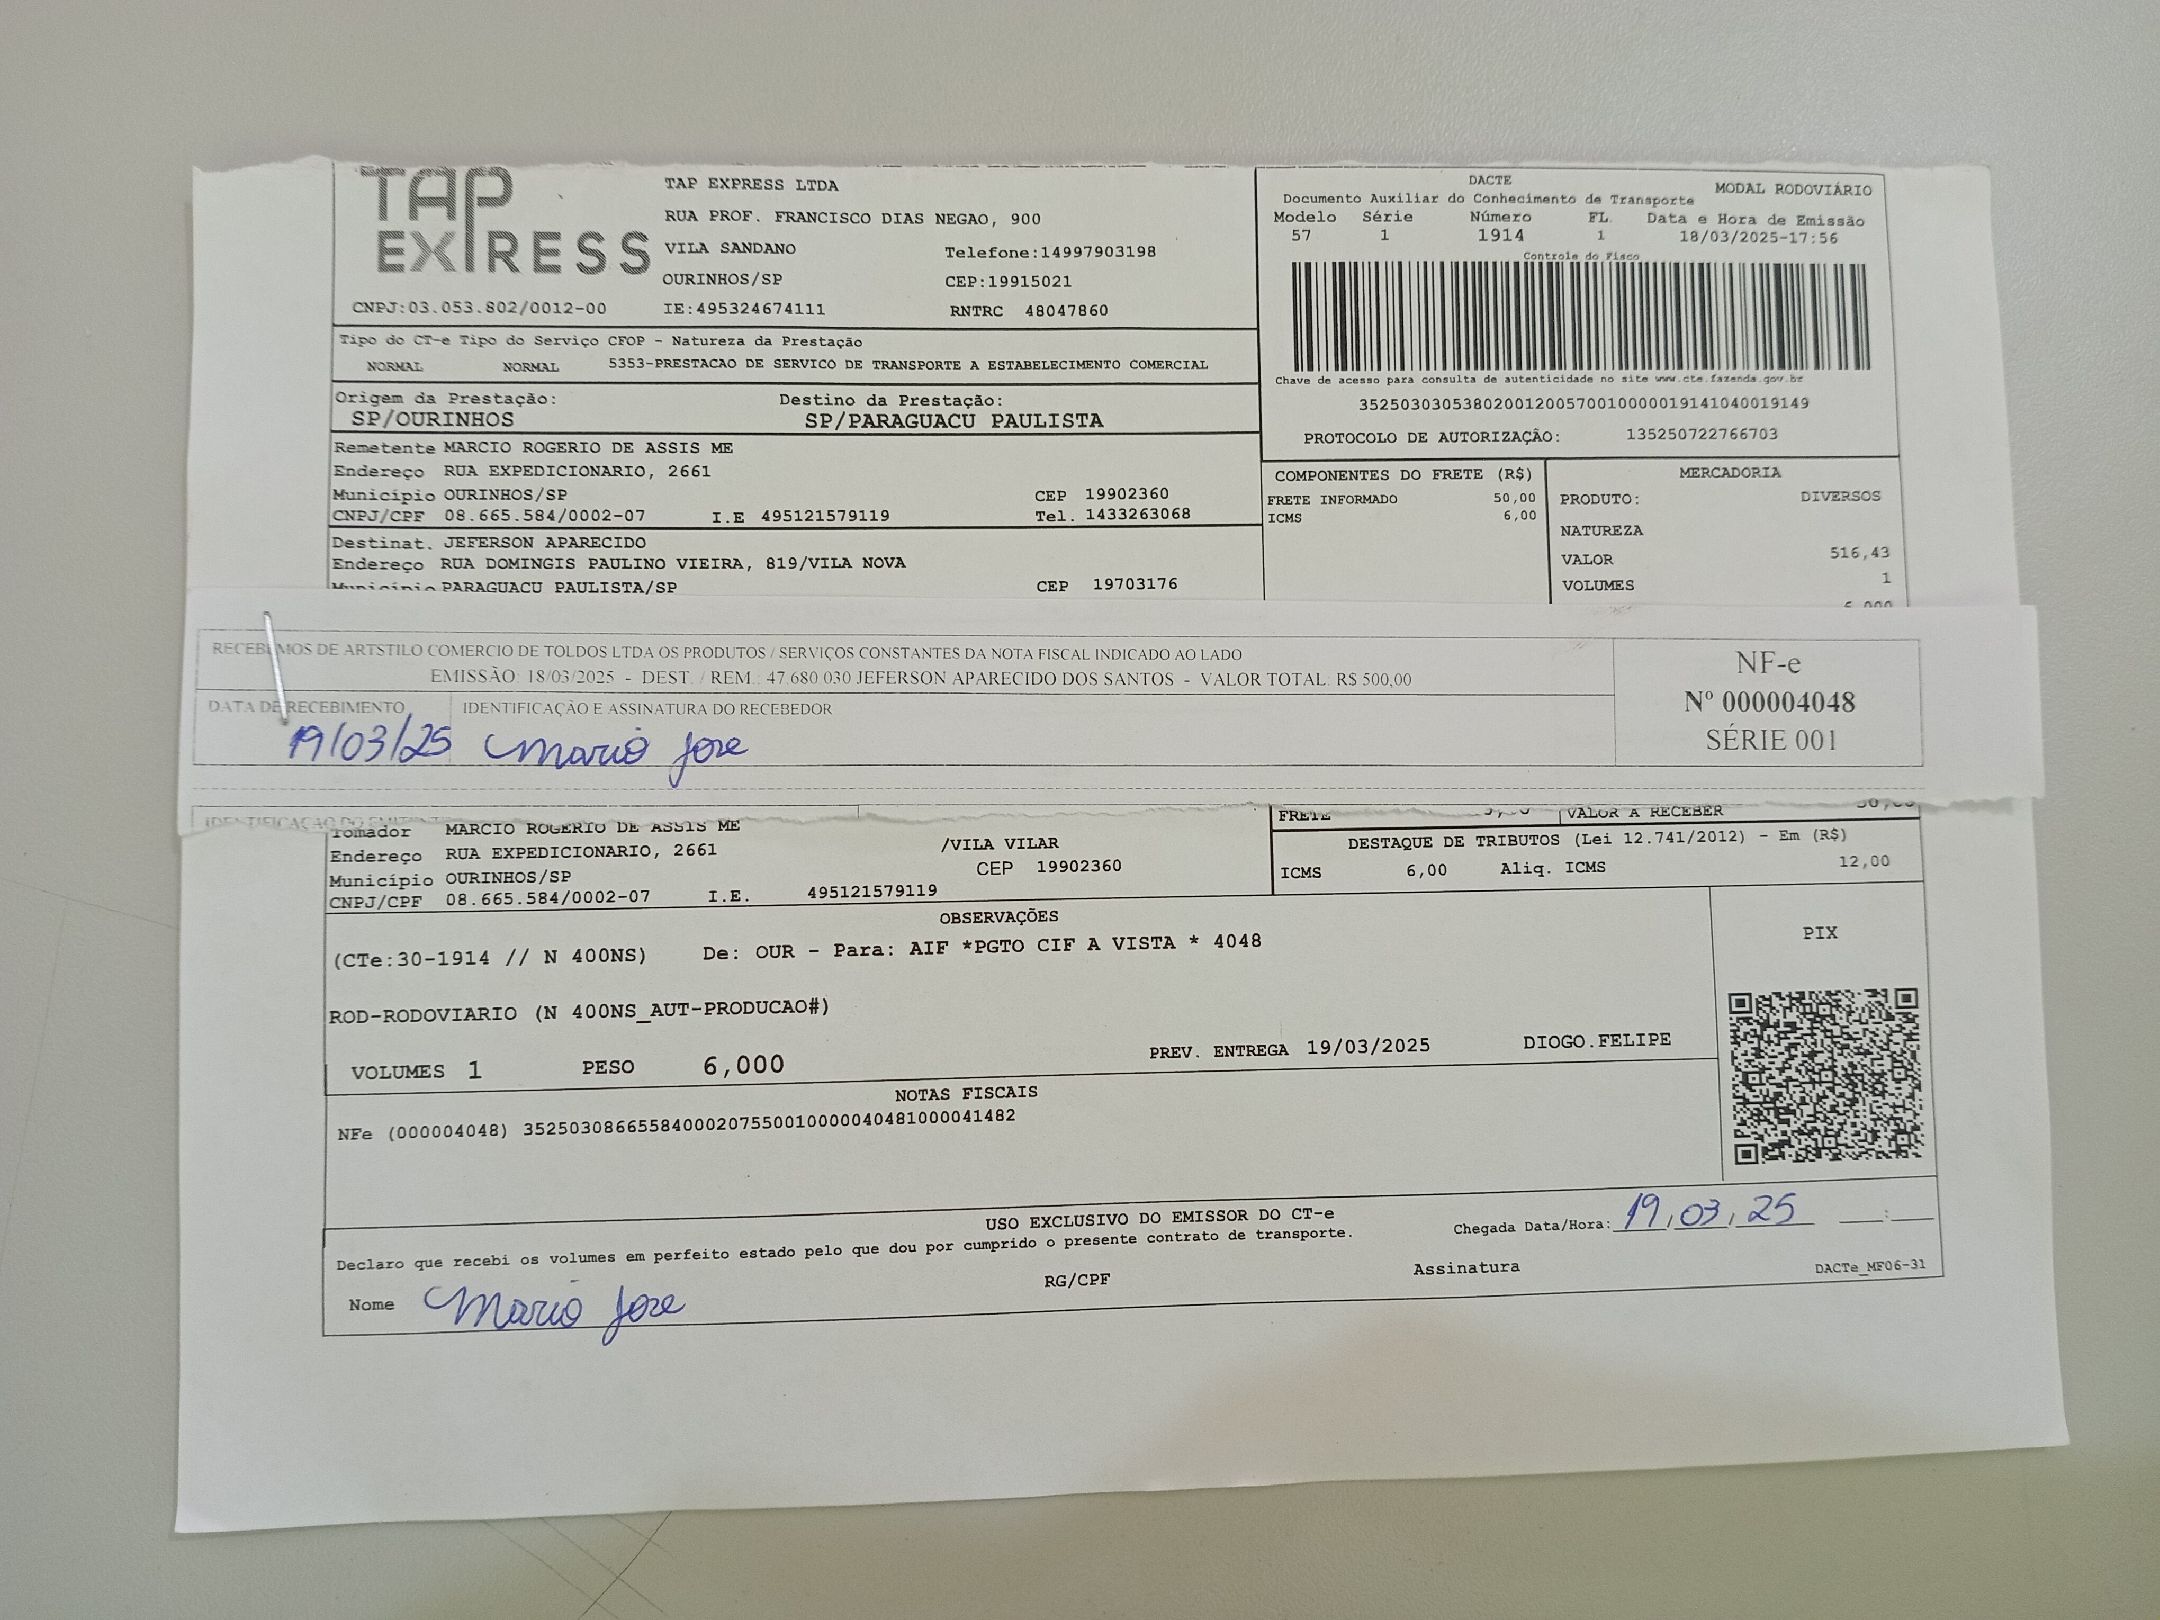 TAP EXPRESS
TAP EXPRESS LTDA
RUA PROF. FRANCISCO DIAS NEGAO, 900
VILA SANDANO Telefone:14997903198
OURINHOS/SP CEP:19915021
CNPJ:03.053.802/0012-00 IE:495324674111 RNTRC 48047860
DACTE
Documento Auxiliar do Conhecimento de Transporte MODAL RODOVIÁRIO
Modelo Série Número FL. Data e Hora de Emissão
57 1 1914 1 18/03/2025-17:56
Controle do Fisco
Chave de acesso para consulta de autenticidade no site www.cte.fazenda.gov.br
35250303053802001200570010000019141040019149
PROTOCOLO DE AUTORIZAÇÃO: 135250722766703
Tipo do CT-e Tipo do Serviço CFOP - Natureza da Prestação
NORMAL NORMAL 5353-PRESTACAO DE SERVICO DE TRANSPORTE A ESTABELECIMENTO COMERCIAL
Origem da Prestação: Destino da Prestação:
SP/OURINHOS SP/PARAGUACU PAULISTA
Remetente MARCIO ROGERIO DE ASSIS ME
Endereço RUA EXPEDICIONARIO, 2661
Município OURINHOS/SP CEP 19902360
CNPJ/CPF 08.665.584/0002-07 I.E 495121579119 Tel. 1433263068
Destinat. JEFERSON APARECIDO
Endereço RUA DOMINGIS PAULINO VIEIRA, 819/VILA NOVA
Município PARAGUACU PAULISTA/SP CEP 19703176
COMPONENTES DO FRETE (R$)
FRETE INFORMADO 50,00
ICMS 6,00
MERCADORIA
PRODUTO: DIVERSOS
NATUREZA
VALOR 516,43
VOLUMES 1
RECEBEMOS DE ARTSTILO COMERCIO DE TOLDOS LTDA OS PRODUTOS / SERVIÇOS CONSTANTES DA NOTA FISCAL INDICADO AO LADO
EMISSÃO: 18/03/2025 - DEST. / REM.: 47.680.030 JEFERSON APARECIDO DOS SANTOS - VALOR TOTAL: R$ 500,00
DATA DE RECEBIMENTO IDENTIFICAÇÃO E ASSINATURA DO RECEBEDOR
19/03/25 Mario Jose
NF-e
Nº 000004048
SÉRIE 001
Tomador MARCIO ROGERIO DE ASSIS ME
Endereço RUA EXPEDICIONARIO, 2661 /VILA VILAR
Município OURINHOS/SP CEP 19902360
CNPJ/CPF 08.665.584/0002-07 I.E. 495121579119
FRETE VALOR A RECEBER
DESTAQUE DE TRIBUTOS (Lei 12.741/2012) - Em (R$)
ICMS 6,00 Aliq. ICMS 12,00
OBSERVAÇÕES
(CTe:30-1914 // N 400NS) De: OUR - Para: AIF *PGTO CIF A VISTA * 4048
ROD-RODOVIARIO (N 400NS_AUT-PRODUCAO#)
VOLUMES 1 PESO 6,000 PREV. ENTREGA 19/03/2025 DIOGO.FELIPE
PIX
NOTAS FISCAIS
NFe (000004048) 35250308665584000207550010000040481000041482
USO EXCLUSIVO DO EMISSOR DO CT-e
Declaro que recebi os volumes em perfeito estado pelo que dou por cumprido o presente contrato de transporte.
Chegada Data/Hora: 19/03/25 __:__
Nome Mario Jose RG/CPF Assinatura DACTe_MF06-31